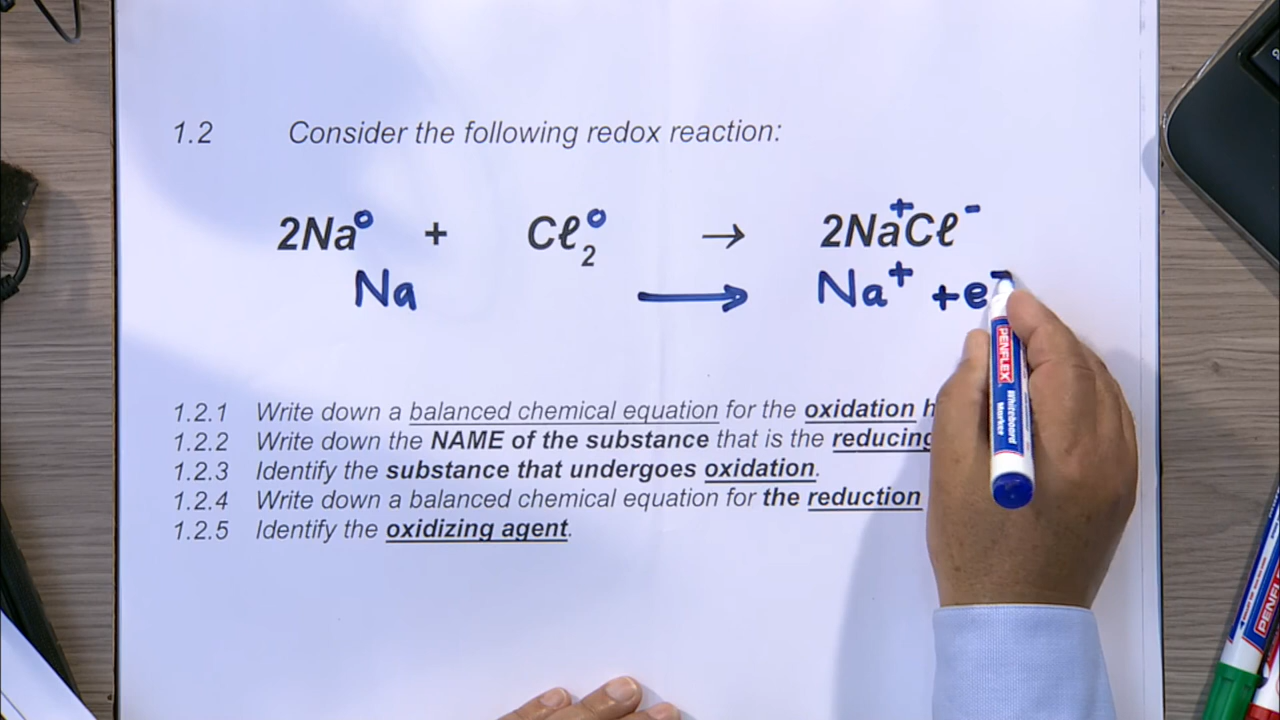 1.2 Consider the following redox reaction:
2Na⁰ + Cℓ₂⁰ → 2Na⁺Cℓ⁻
Na → Na⁺ + e⁻
1.2.1 Write down a balanced chemical equation for the oxidation
1.2.2 Write down the NAME of the substance that is the reducing
1.2.3 Identify the substance that undergoes oxidation.
1.2.4 Write down a balanced chemical equation for the reduction
1.2.5 Identify the oxidizing agent.
PENFLEX
Whiteboard
Marker